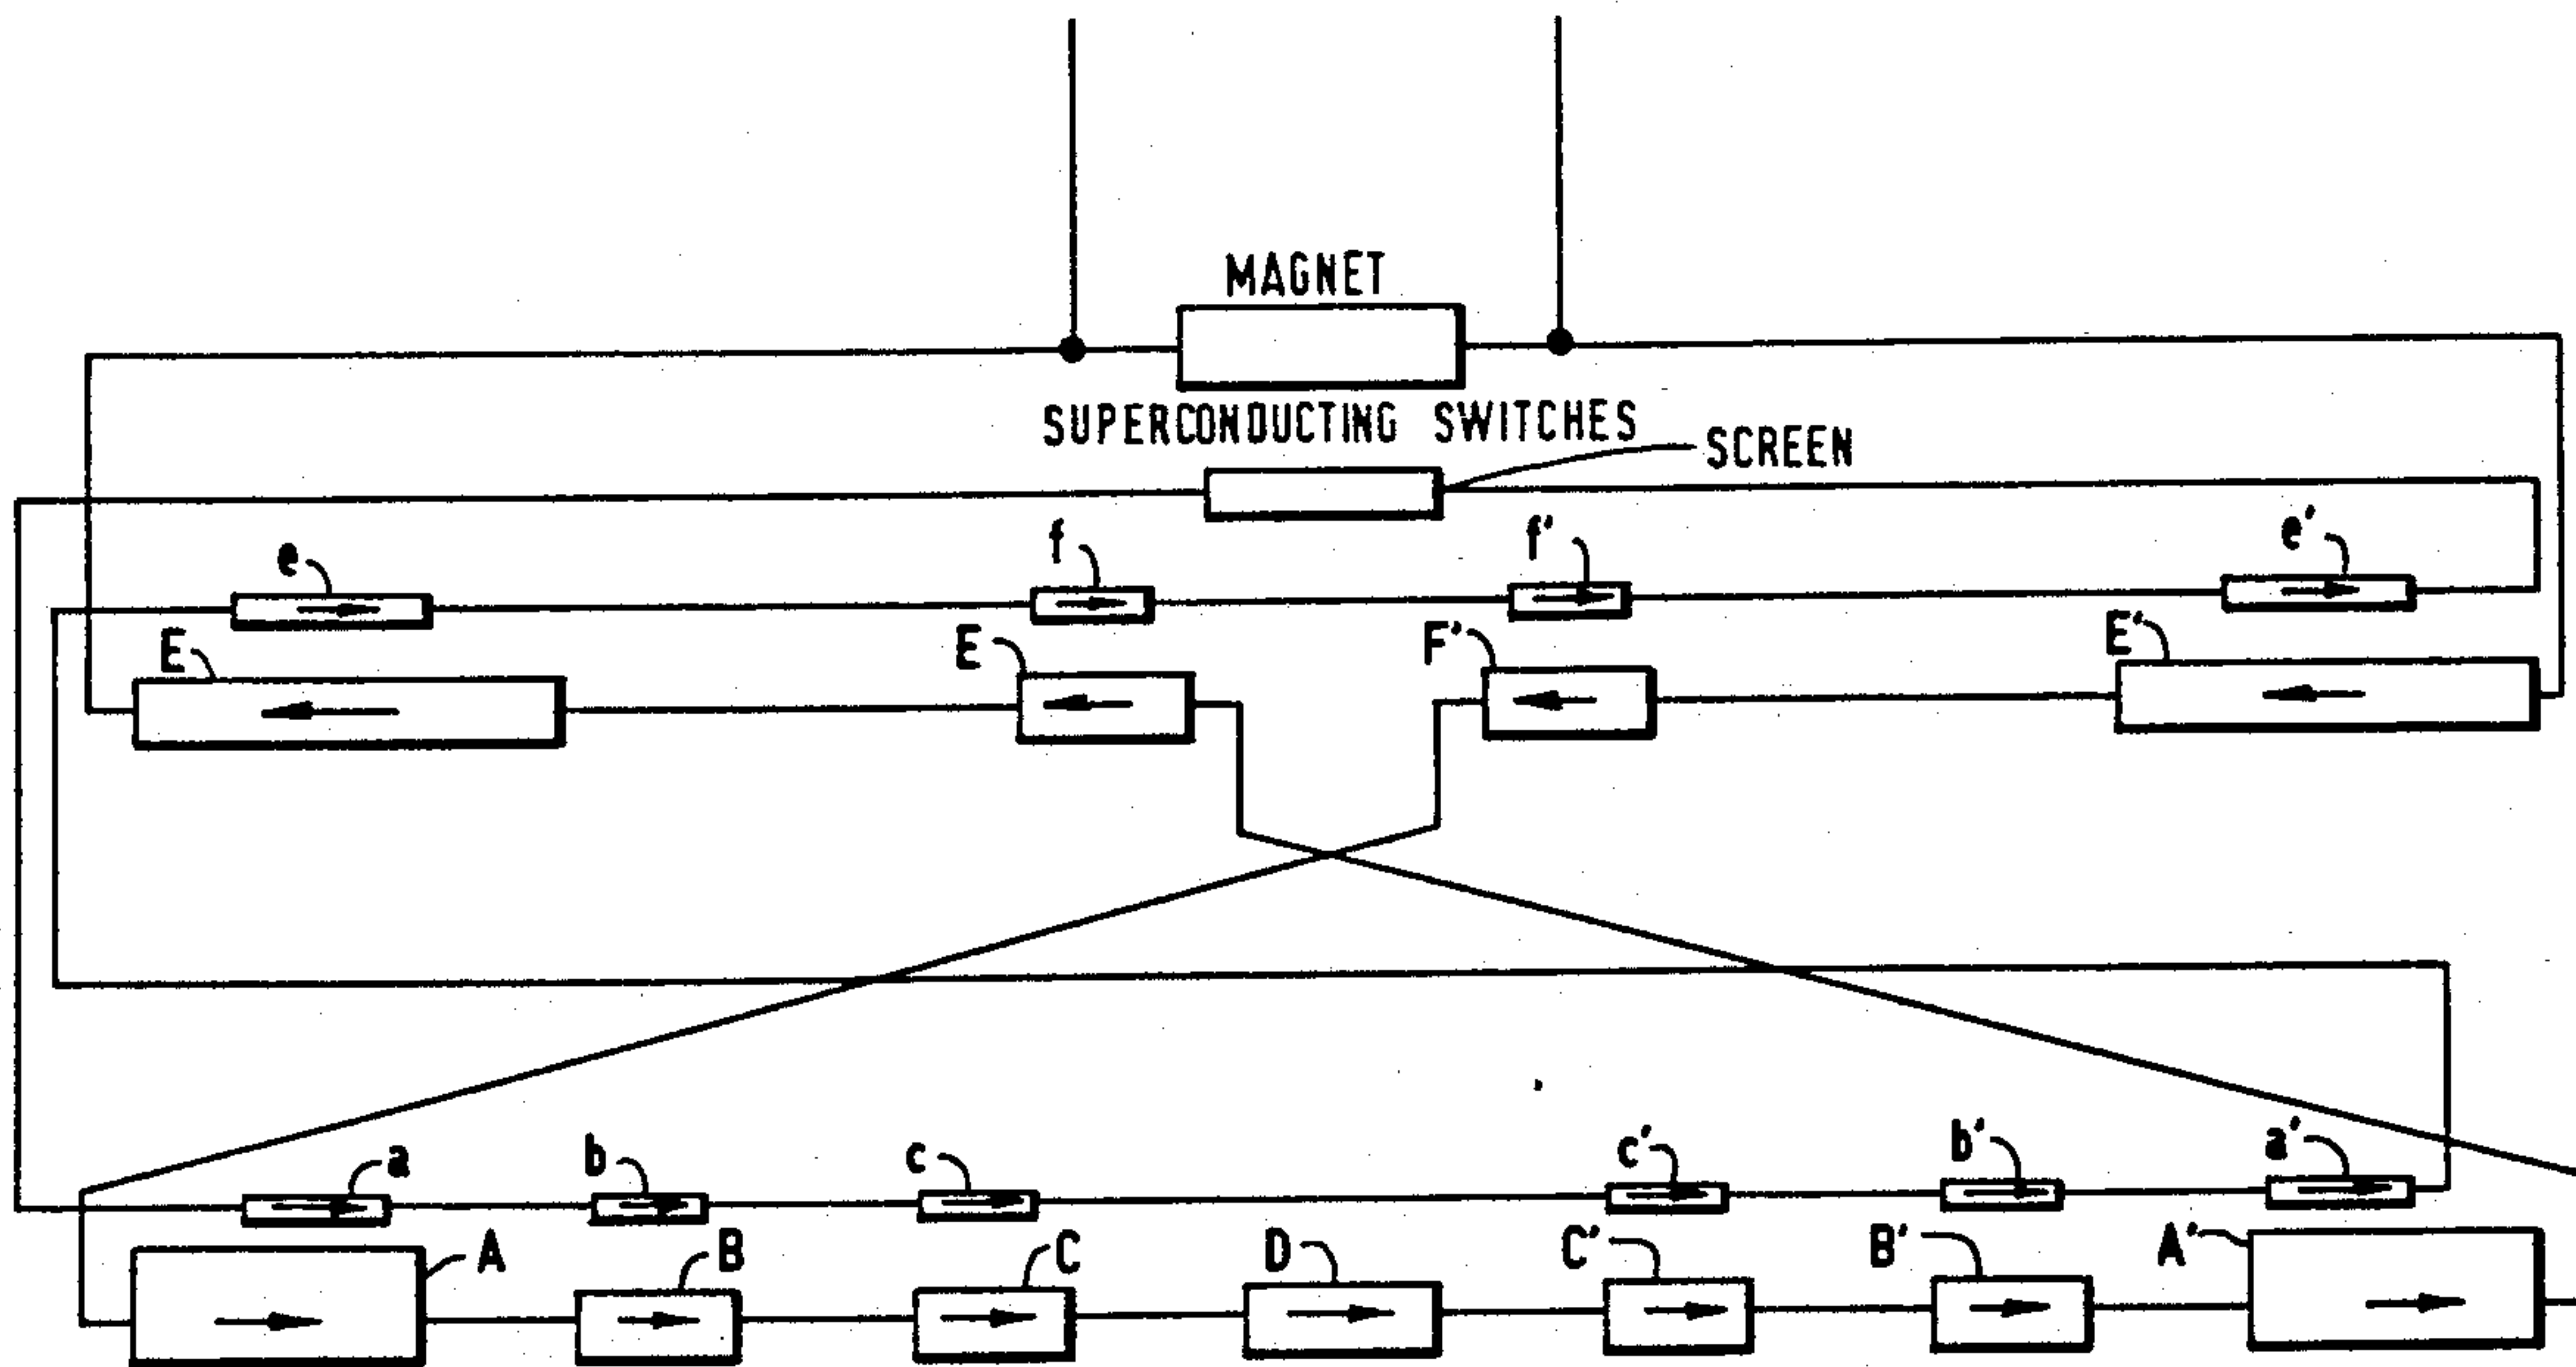 MAGNET
SUPERCONDUCTING SWITCHES
SCREEN
e f f' e'
E E F' E'
a b c c' b' a'
A B C D C' B' A'